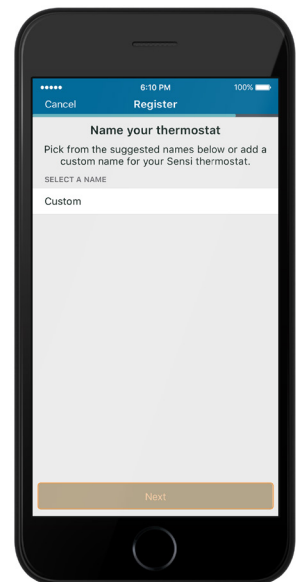 6:10 PM
100%
Cancel
Register
Name your thermostat
Pick from the suggested names below or add a
custom name for your Sensi thermostat.
SELECT A NAME
Custom
Next